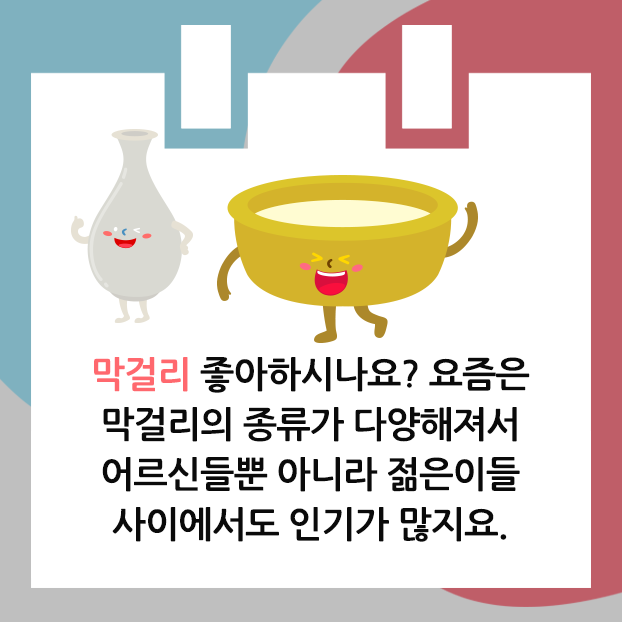 막걸리 좋아하시나요? 요즘은
막걸리의 종류가 다양해져서
어르신들뿐 아니라 젊은이들
사이에서도 인기가 많지요.